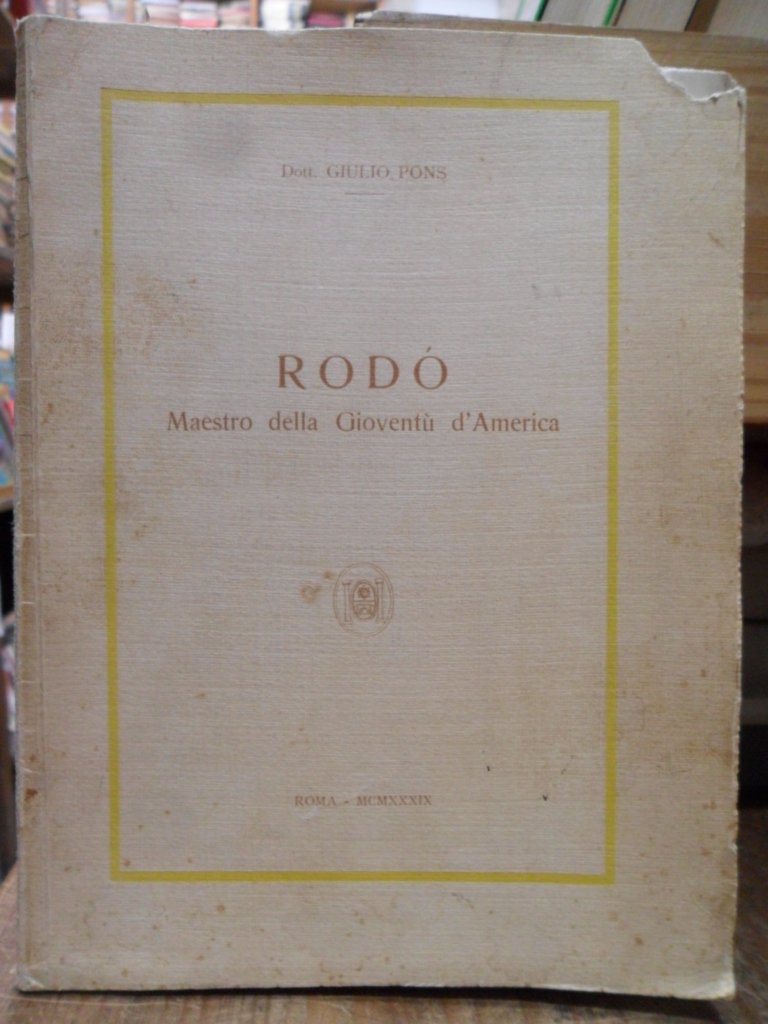 Dott. GIULIO PONS
RODÓ
Maestro della Gioventù d'America
ROMA - MCMXXXIX